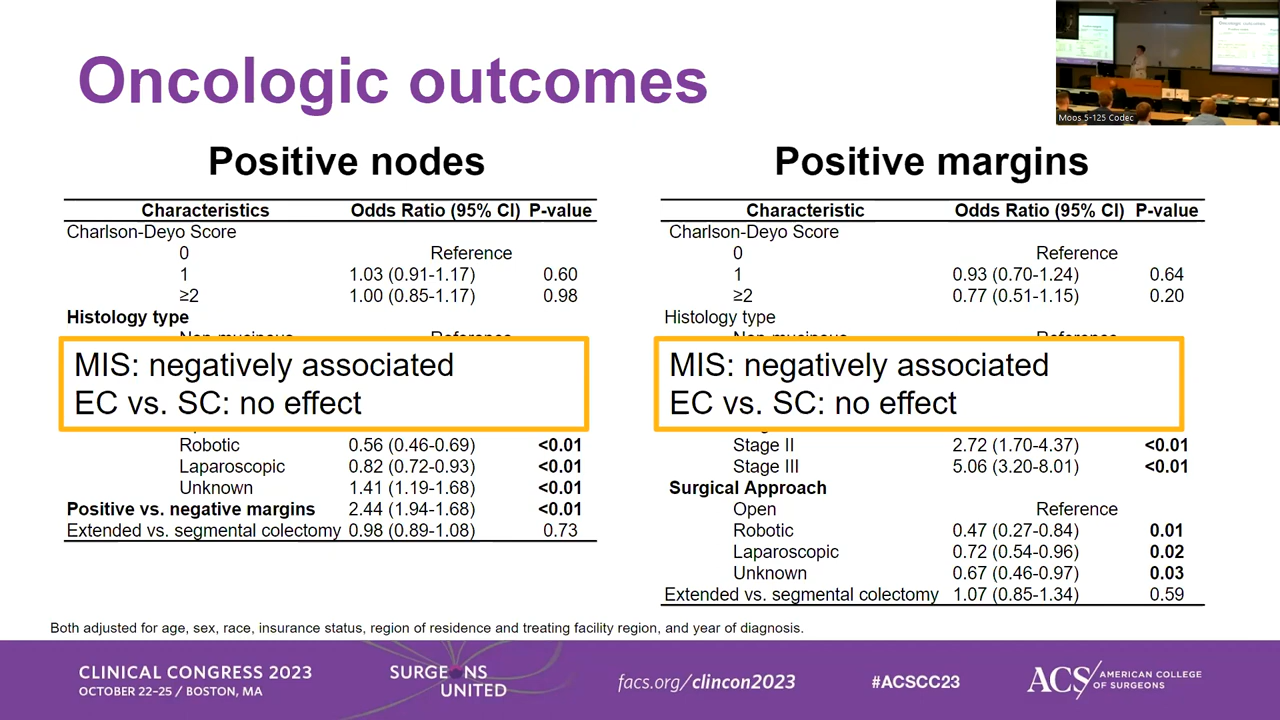 Oncologic outcomes
Moos 5-125 Codec
Positive nodes
Characteristics Odds Ratio (95% CI) P-value
Charlson-Deyo Score
0 Reference
1 1.03 (0.91-1.17) 0.60
≥2 1.00 (0.85-1.17) 0.98
Histology type
Non-mucinous Reference
MIS: negatively associated
EC vs. SC: no effect
Robotic 0.56 (0.46-0.69) <0.01
Laparoscopic 0.82 (0.72-0.93) <0.01
Unknown 1.41 (1.19-1.68) <0.01
Positive vs. negative margins 2.44 (1.94-1.68) <0.01
Extended vs. segmental colectomy 0.98 (0.89-1.08) 0.73
Positive margins
Characteristic Odds Ratio (95% CI) P-value
Charlson-Deyo Score
0 Reference
1 0.93 (0.70-1.24) 0.64
≥2 0.77 (0.51-1.15) 0.20
Histology type
Non-mucinous Reference
MIS: negatively associated
EC vs. SC: no effect
Stage II 2.72 (1.70-4.37) <0.01
Stage III 5.06 (3.20-8.01) <0.01
Surgical Approach
Open Reference
Robotic 0.47 (0.27-0.84) 0.01
Laparoscopic 0.72 (0.54-0.96) 0.02
Unknown 0.67 (0.46-0.97) 0.03
Extended vs. segmental colectomy 1.07 (0.85-1.34) 0.59
Both adjusted for age, sex, race, insurance status, region of residence and treating facility region, and year of diagnosis.
CLINICAL CONGRESS 2023
OCTOBER 22–25 / BOSTON, MA
SURGEONS
UNITED
facs.org/clincon2023
#ACSCC23
ACS AMERICAN COLLEGE
OF SURGEONS